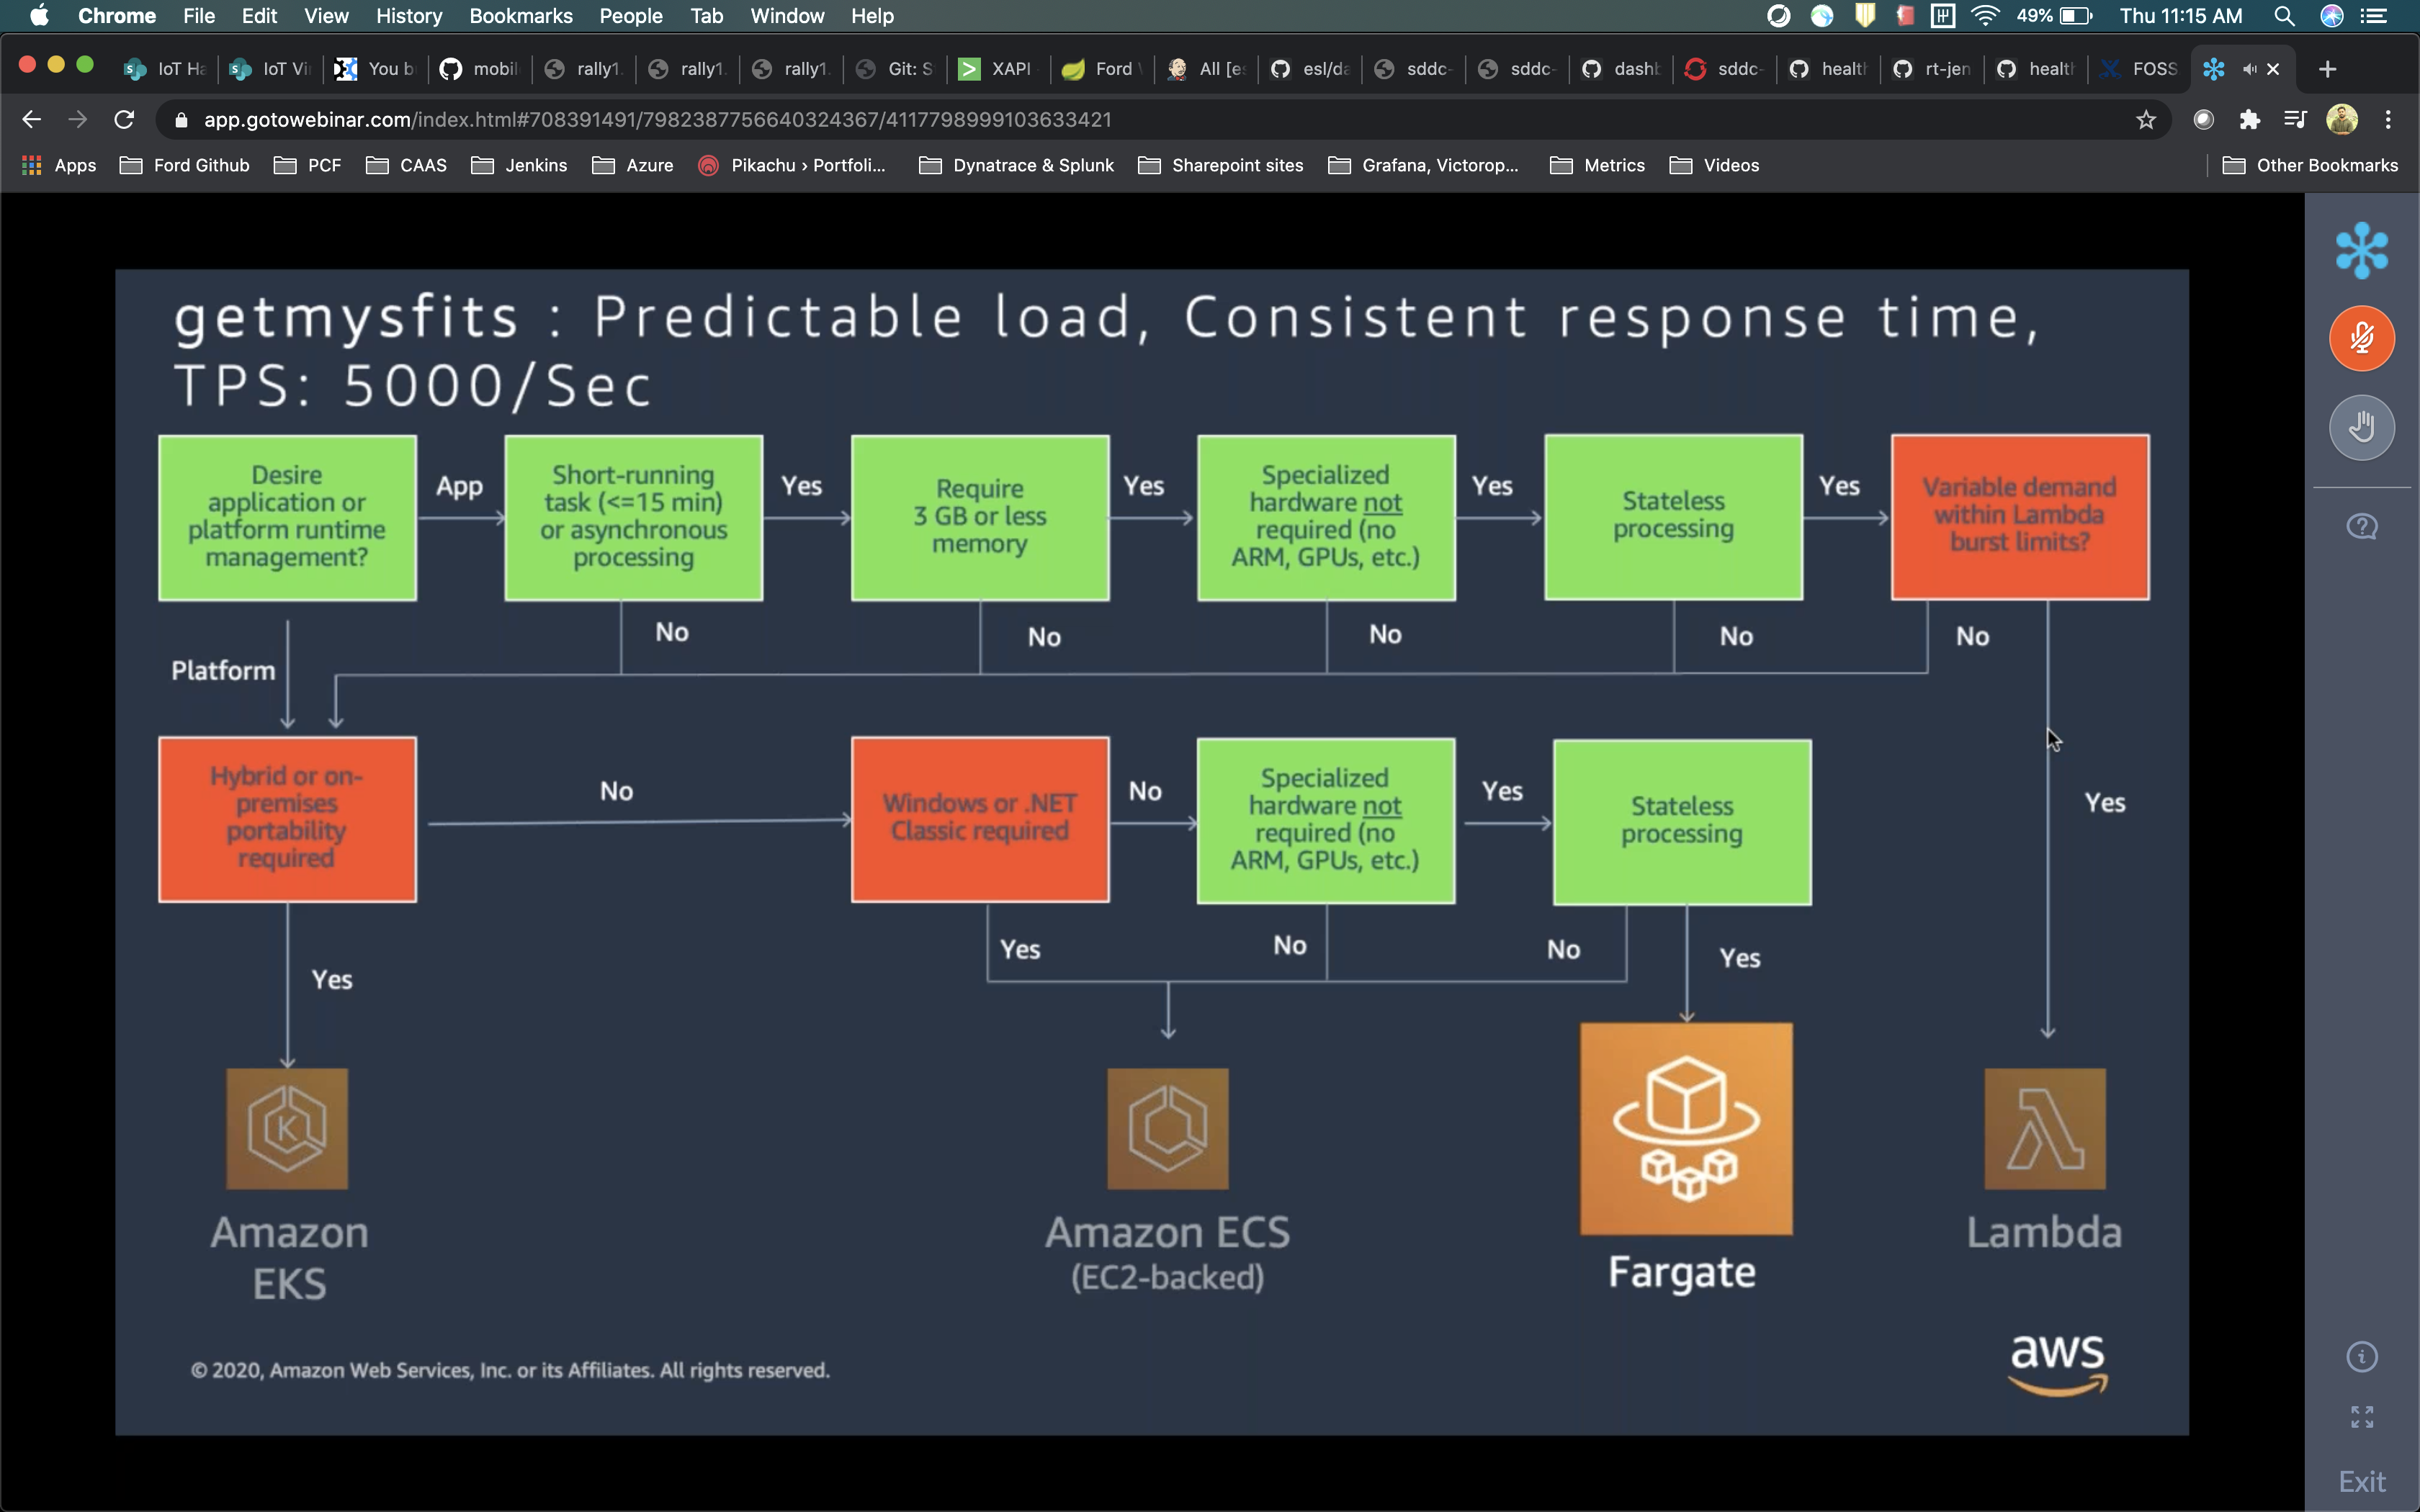 Chrome File Edit View History Bookmarks People Tab Window Help 49% Thu 11:15 AM
IoT Ha IoT Vi You b mobil rally1. rally1. rally1. Git: S XAPI Ford All [es esl/da sddc- sddc- dashb sddc- health rt-jen health FOSS
app.gotowebinar.com/index.html#708391491/7982387756640324367/4117798999103633421
Apps Ford Github PCF CAAS Jenkins Azure Pikachu › Portfoli... Dynatrace & Splunk Sharepoint sites Grafana, Victorop... Metrics Videos Other Bookmarks
getmysfits : Predictable load, Consistent response time,
TPS: 5000/Sec
Desire
application or
platform runtime
management?
App
Short-running
task (<=15 min)
or asynchronous
processing
Yes
Require
3 GB or less
memory
Yes
Specialized
hardware not
required (no
ARM, GPUs, etc.)
Yes
Stateless
processing
Yes
Variable demand
within Lambda
burst limits?
Platform
No
No
No
No
No
Yes
Hybrid or on-
premises
portability
required
No
Windows or .NET
Classic required
No
Specialized
hardware not
required (no
ARM, GPUs, etc.)
Yes
Stateless
processing
Yes
Yes
No
No
Yes
K
Amazon
EKS
Amazon ECS
(EC2-backed)
Fargate
Lambda
© 2020, Amazon Web Services, Inc. or its Affiliates. All rights reserved.
aws
Exit